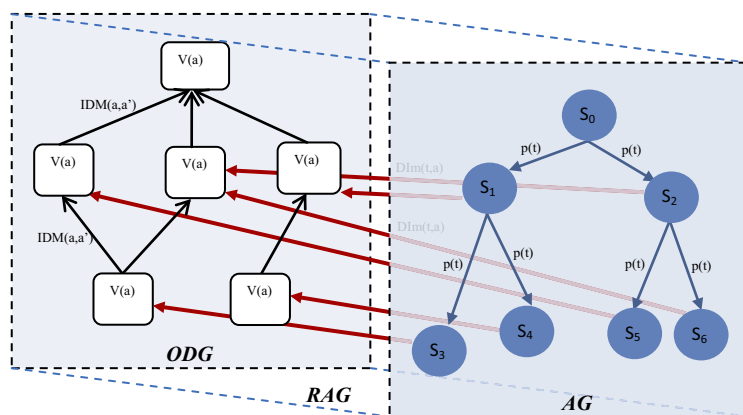 V(a)
IDM(a,a’)
V(a)
V(a)
V(a)
IDM(a,a’)
V(a)
V(a)
ODG
RAG
S0
p(t)
p(t)
DIm(t,a)
S1
S2
DIm(t,a)
p(t)
p(t)
p(t)
p(t)
S3
S4
S5
S6
AG